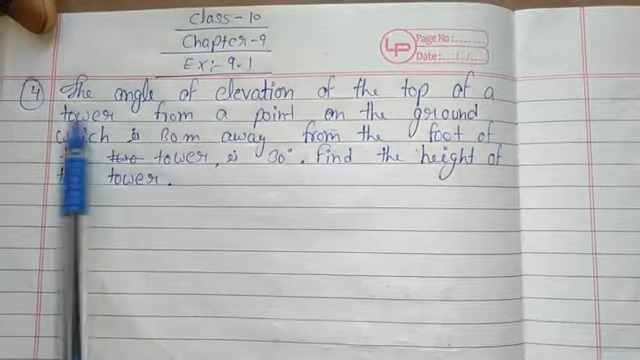 Class - 10
Chapter - 9
Ex:- 9.1
LP
Page No:
Date:
4 The angle of elevation of the top of a
tower from a point on the ground
which is 30m away from the foot of
tower, is 30°. Find the height of
tower.